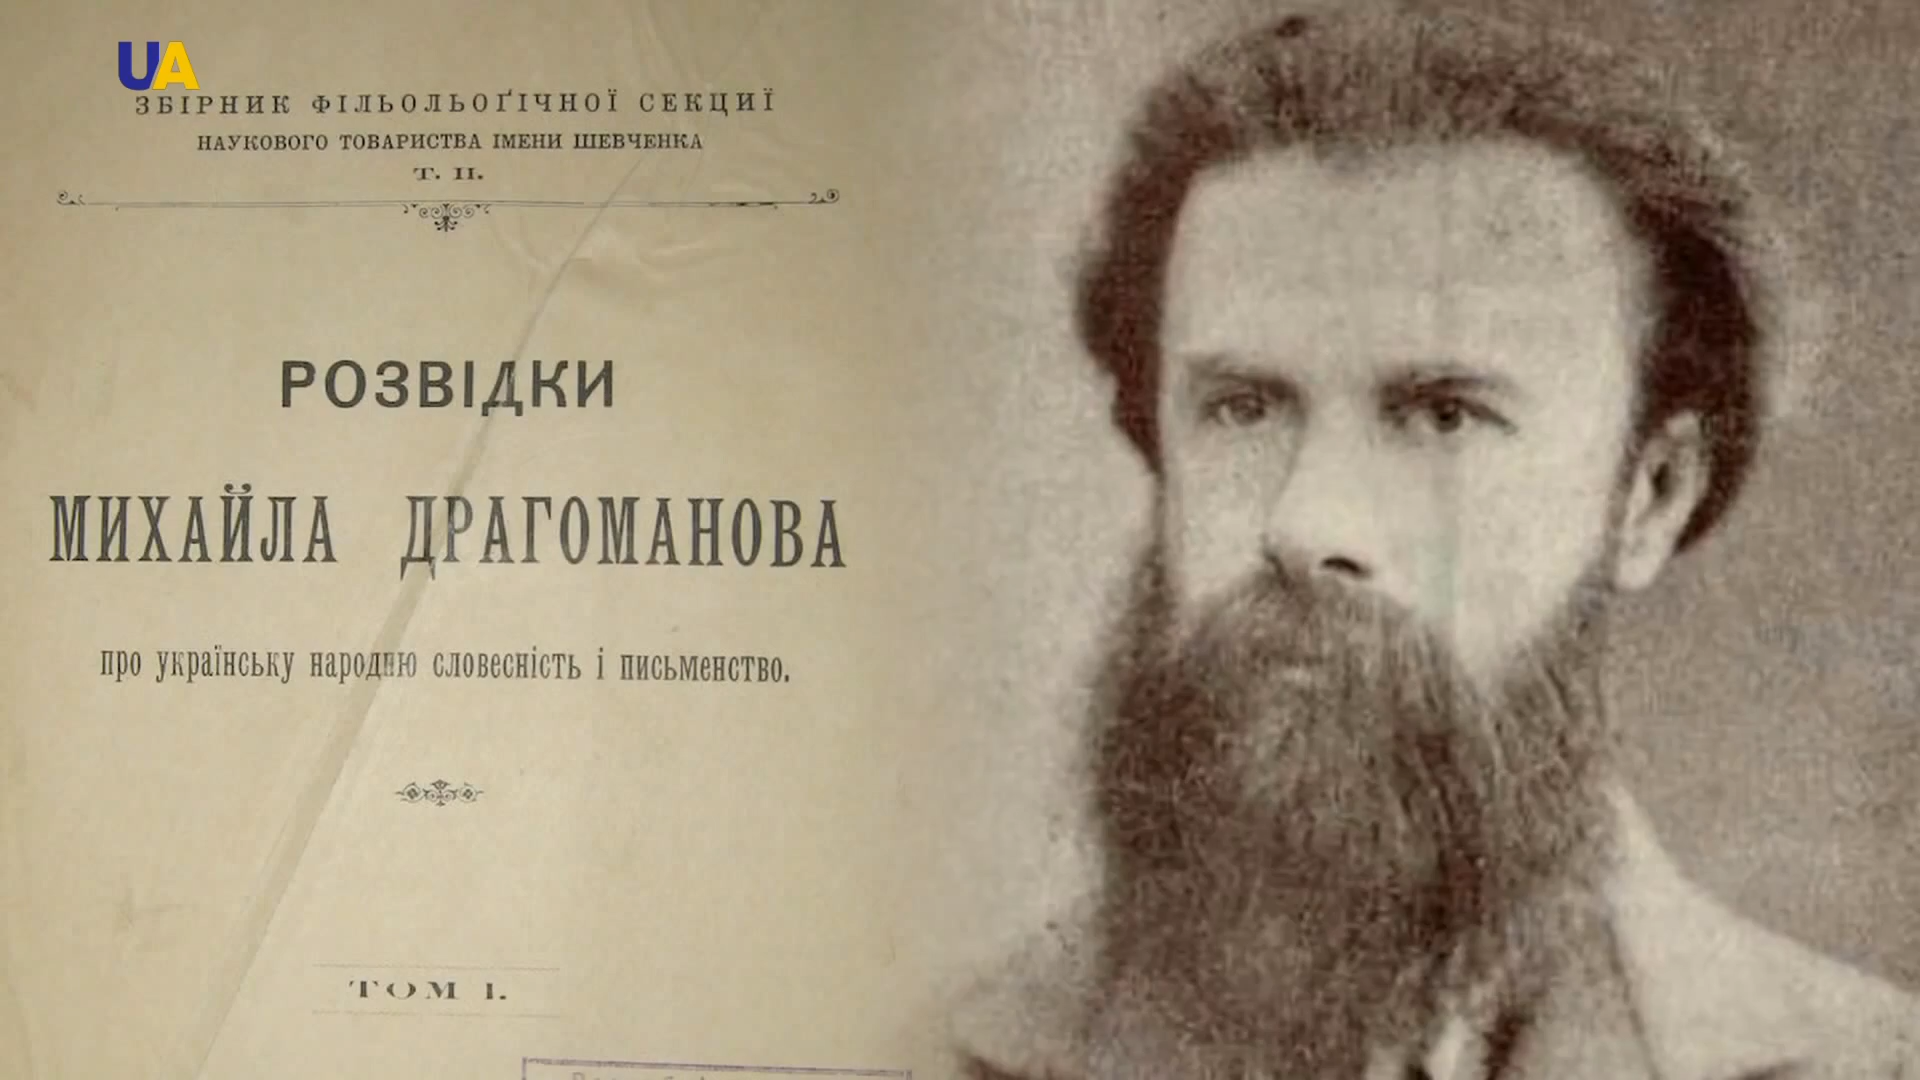 UA
ЗБІРНИК ФІЛЬОЛЬОҐІЧНОЇ СЕКЦИЇ
НАУКОВОГО ТОВАРИСТВА ІМЕНИ ШЕВЧЕНКА
Т. II.
РОЗВІДКИ
МИХАЙЛА ДРАГОМАНОВА
про українську народню словесність і письменство.
ТОМ I.